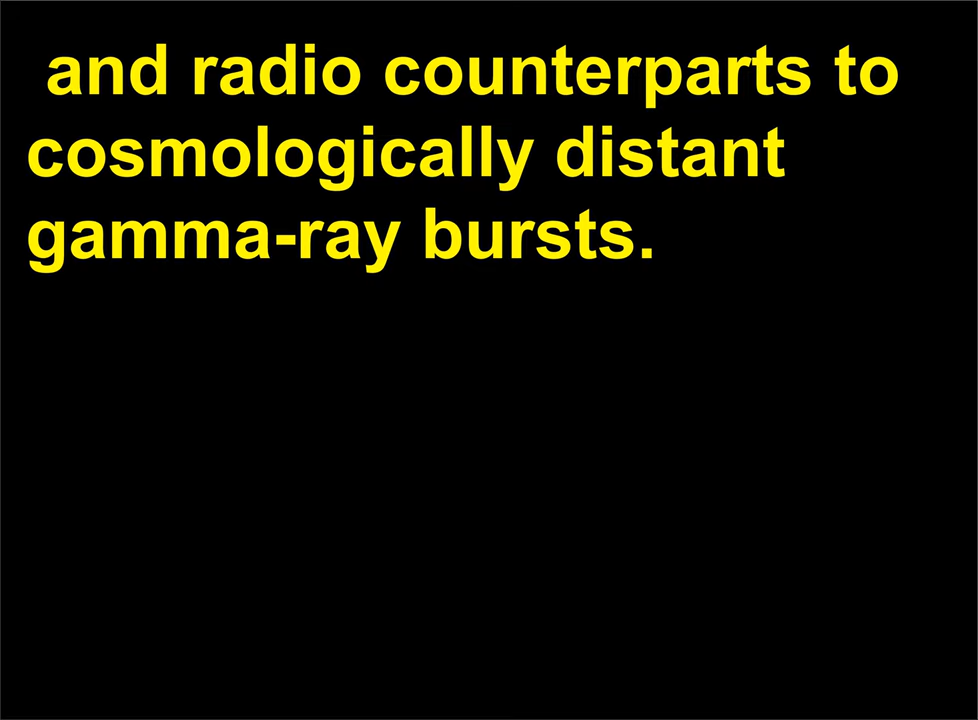 and radio counterparts to
cosmologically distant
gamma-ray bursts.